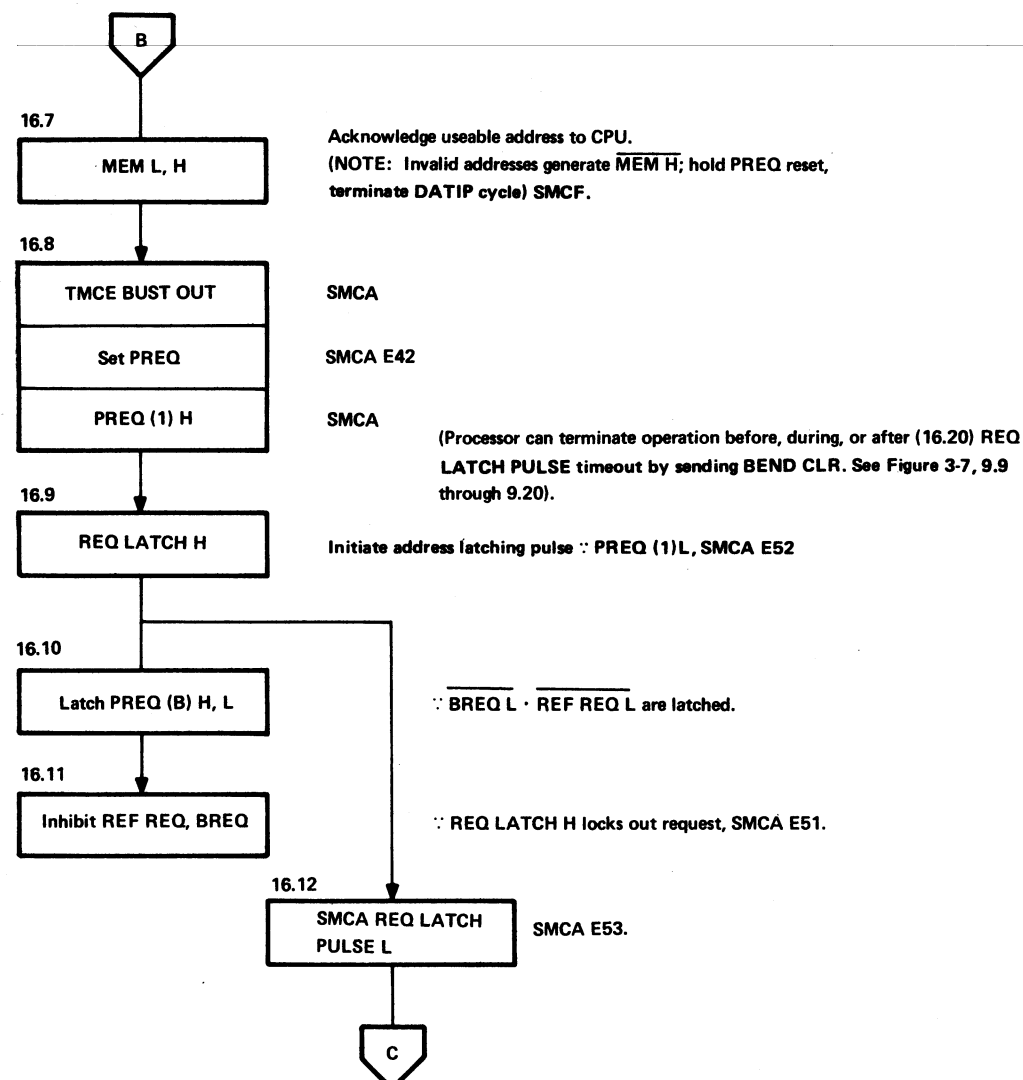 B
16.7
MEM L, H
Acknowledge useable address to CPU.
(NOTE: Invalid addresses generate MEM H; hold PREQ reset,
terminate DATIP cycle) SMCF.
16.8
TMCE BUST OUT
SMCA
Set PREQ
SMCA E42
PREQ (1) H
SMCA
(Processor can terminate operation before, during, or after (16.20) REQ
LATCH PULSE timeout by sending BEND CLR. See Figure 3-7, 9.9
through 9.20).
16.9
REQ LATCH H
Initiate address latching pulse ∵ PREQ (1)L, SMCA E52
16.10
Latch PREQ (B) H, L
∵ BREQ L · REF REQ L are latched.
16.11
Inhibit REF REQ, BREQ
∵ REQ LATCH H locks out request, SMCA E51.
16.12
SMCA REQ LATCH
PULSE L
SMCA E53.
C